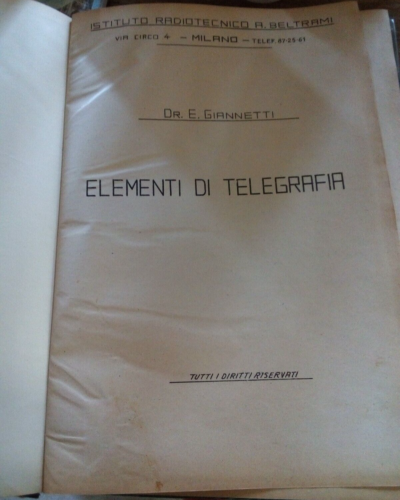 ISTITUTO RADIOTECNICO A. BELTRAMI
VIA CIRCO 4 - MILANO - TELEF. 87-23-61
DR. E. GIANNETTI
ELEMENTI DI TELEGRAFIA
TUTTI I DIRITTI RISERVATI